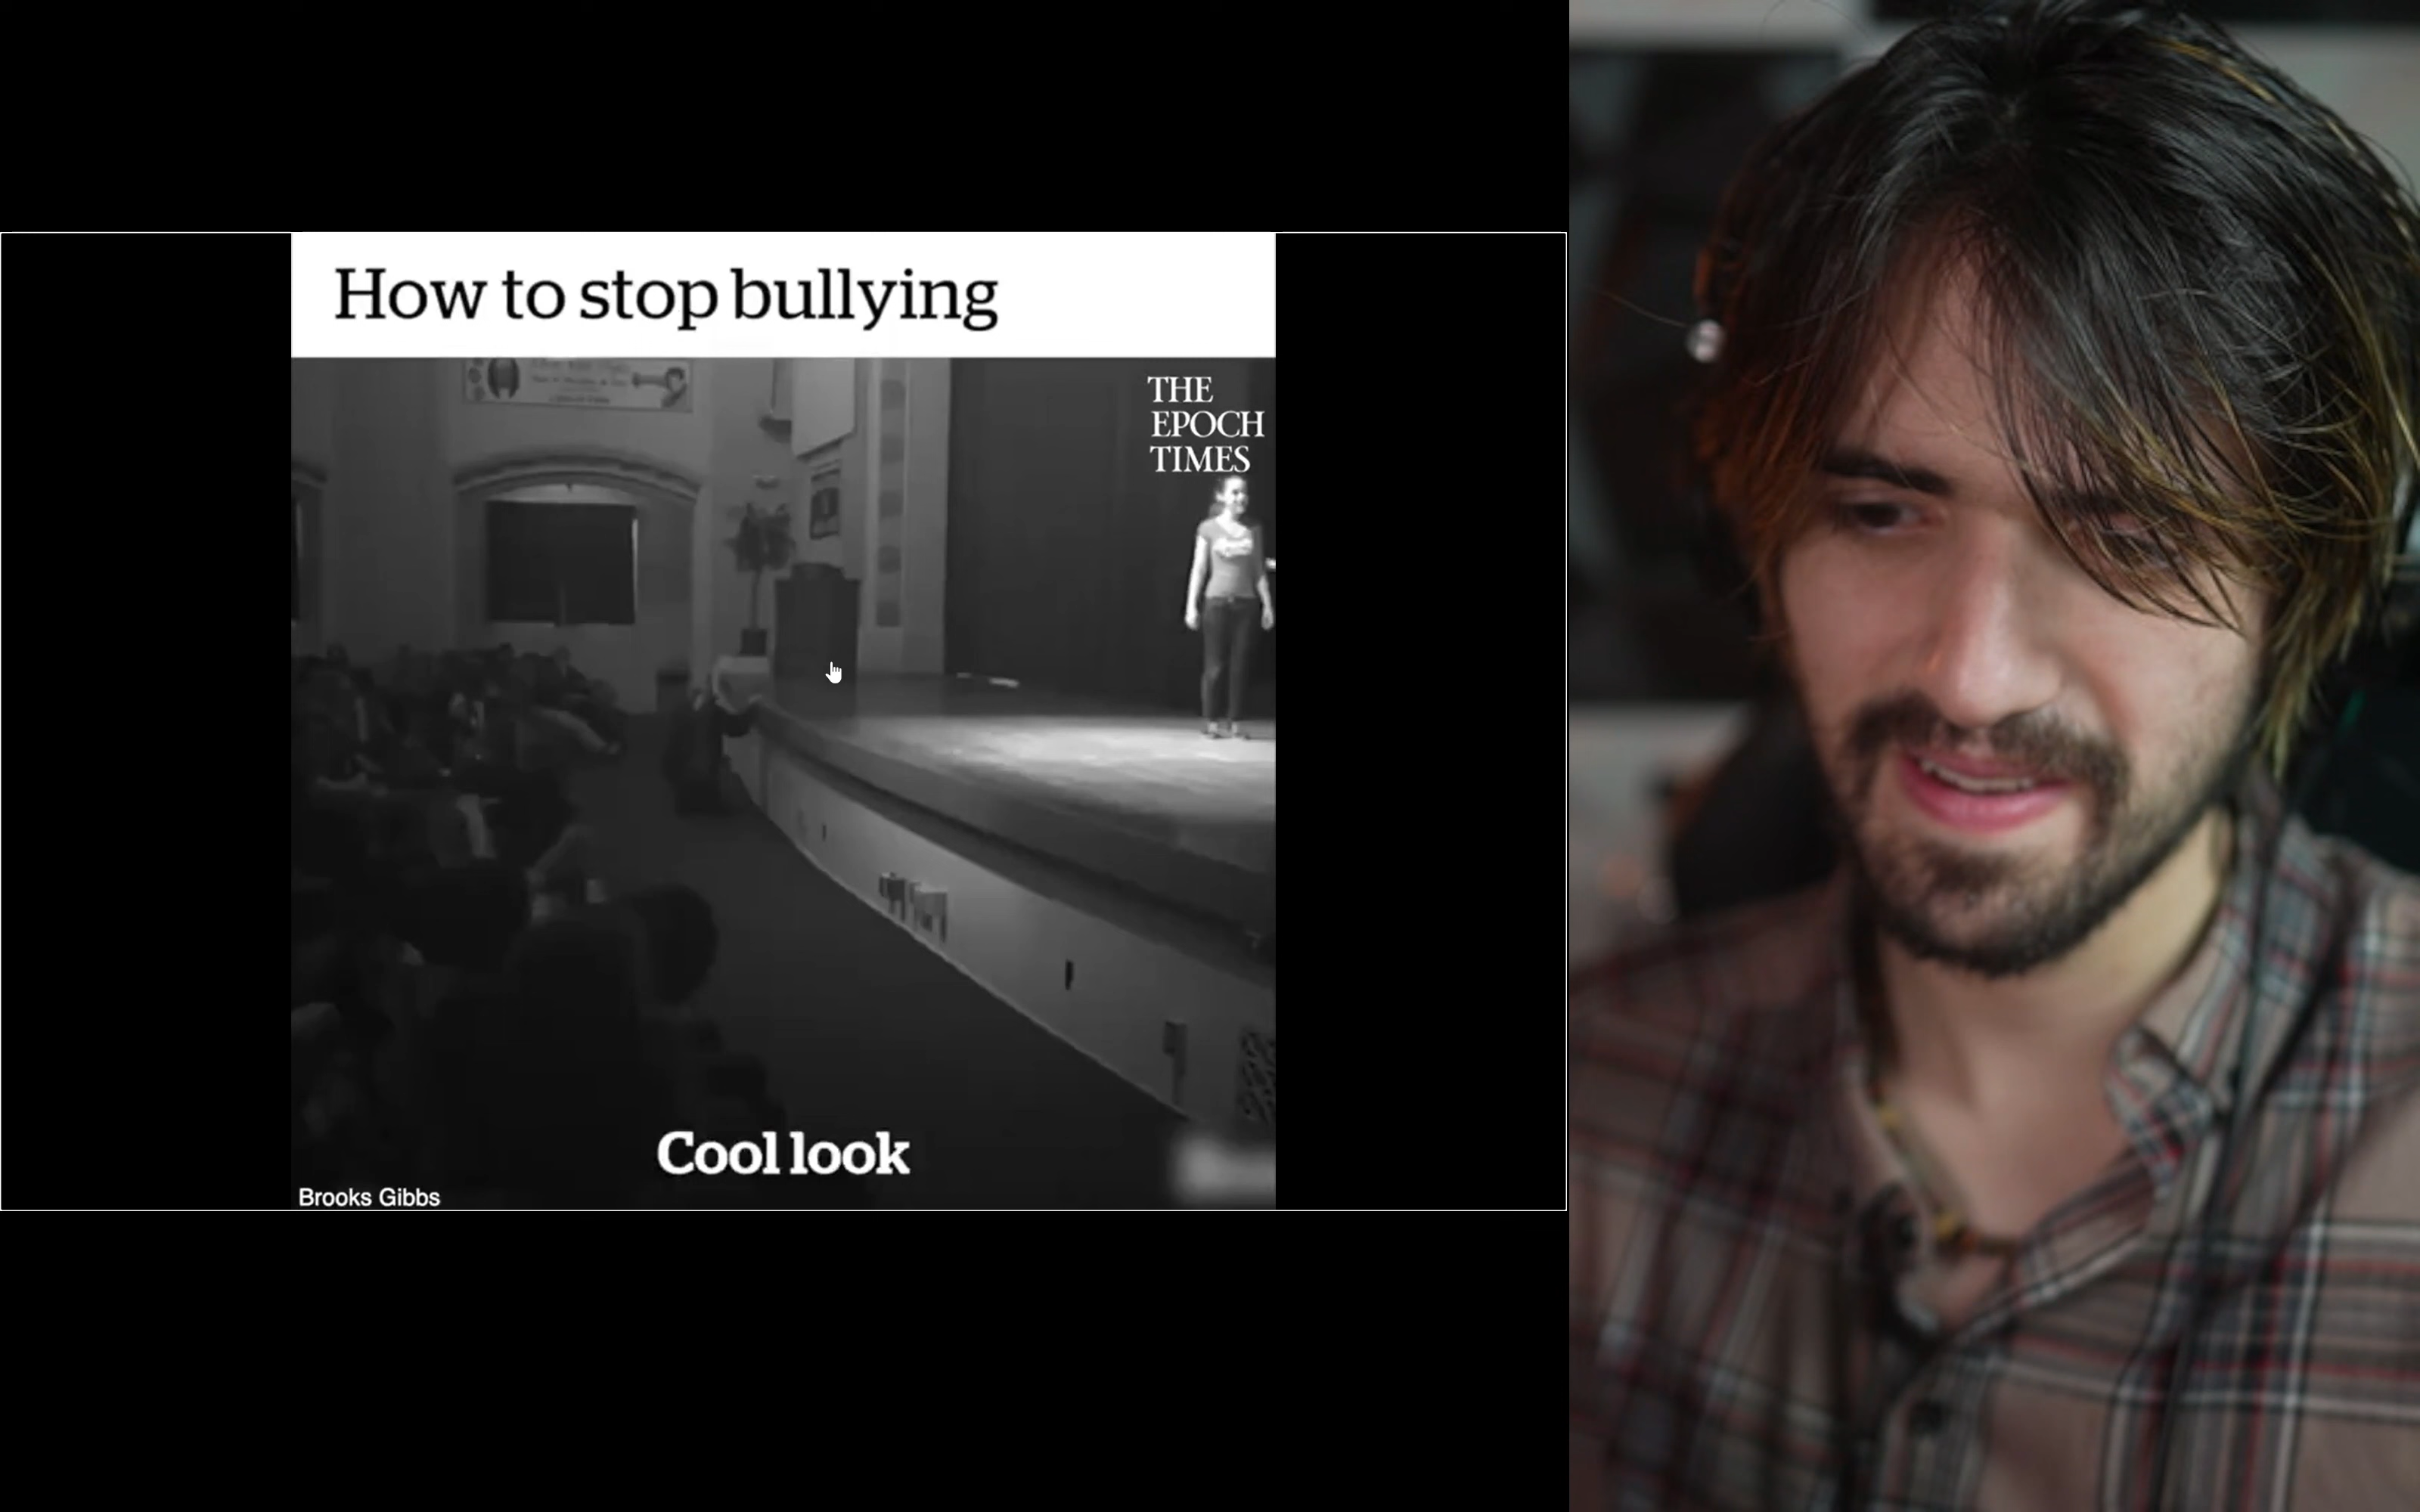 How to stop bullying
THE
EPOCH
TIMES
Cool look
Brooks Gibbs